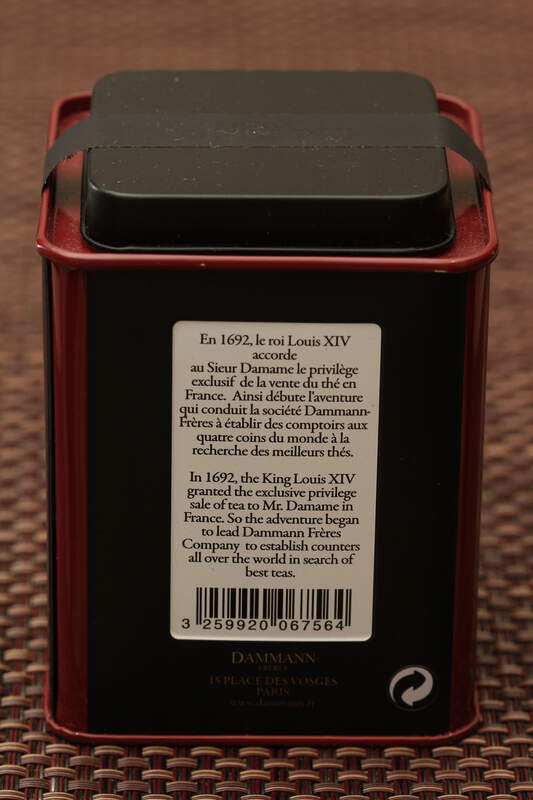 En 1692, le roi Louis XIV
accorde
au Sieur Damame le privilège
exclusif de la vente du thé en
France. Ainsi débute l'aventure
qui conduit la société Dammann-
Frères à établir des comptoirs aux
quatre coins du monde à la
recherche des meilleurs thés.
In 1692, the King Louis XIV
granted the exclusive privilege
sale of tea to Mr. Damame in
France. So the adventure began
to lead Dammann Frères
Company to establish counters
all over the world in search of
best teas.
3 259920 067564
DAMMANN
FRÈRES
15 PLACE DES VOSGES
PARIS
www.dammann.fr